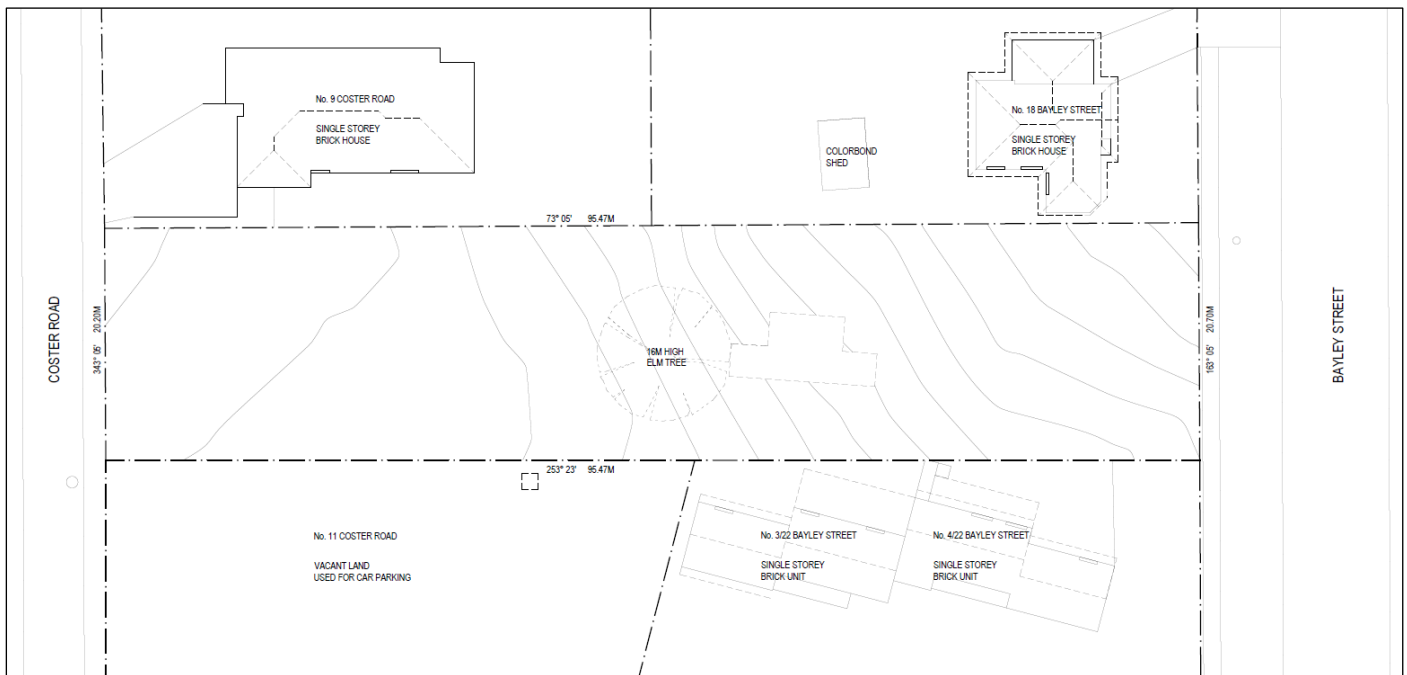 No. 9 COSTER ROAD
SINGLE STOREY
BRICK HOUSE
COLORBOND
SHED
No. 18 BAYLEY STREET
SINGLE STOREY
BRICK HOUSE
73° 05' 95.47M
COSTER ROAD
343° 05' 20.20M
16M HIGH
ELM TREE
163° 05' 20.70M
BAYLEY STREET
253° 23' 95.47M
No. 11 COSTER ROAD
VACANT LAND
USED FOR CAR PARKING
No. 3/22 BAYLEY STREET
SINGLE STOREY
BRICK UNIT
No. 4/22 BAYLEY STREET
SINGLE STOREY
BRICK UNIT